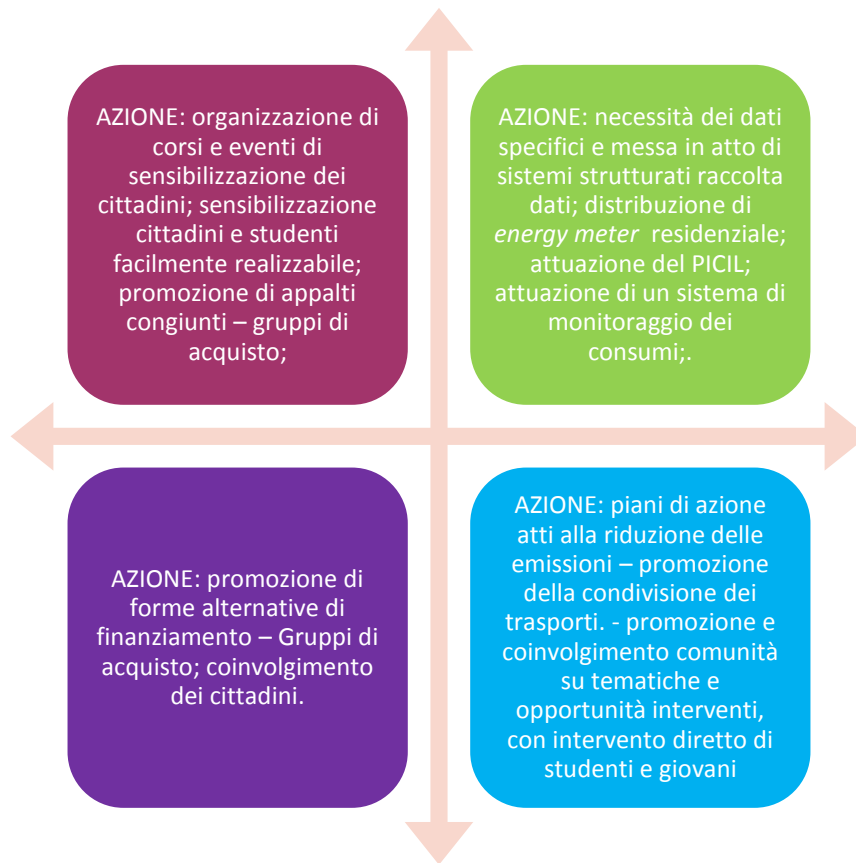 AZIONE: organizzazione di
corsi e eventi di
sensibilizzazione dei
cittadini; sensibilizzazione
cittadini e studenti
facilmente realizzabile;
promozione di appalti
congiunti – gruppi di
acquisto;
AZIONE: necessità dei dati
specifici e messa in atto di
sistemi strutturati raccolta
dati; distribuzione di
energy meter residenziale;
attuazione del PICIL;
attuazione di un sistema di
monitoraggio dei
consumi;.
AZIONE: promozione di
forme alternative di
finanziamento – Gruppi di
acquisto; coinvolgimento
dei cittadini.
AZIONE: piani di azione
atti alla riduzione delle
emissioni – promozione
della condivisione dei
trasporti. - promozione e
coinvolgimento comunità
su tematiche e
opportunità interventi,
con intervento diretto di
studenti e giovani